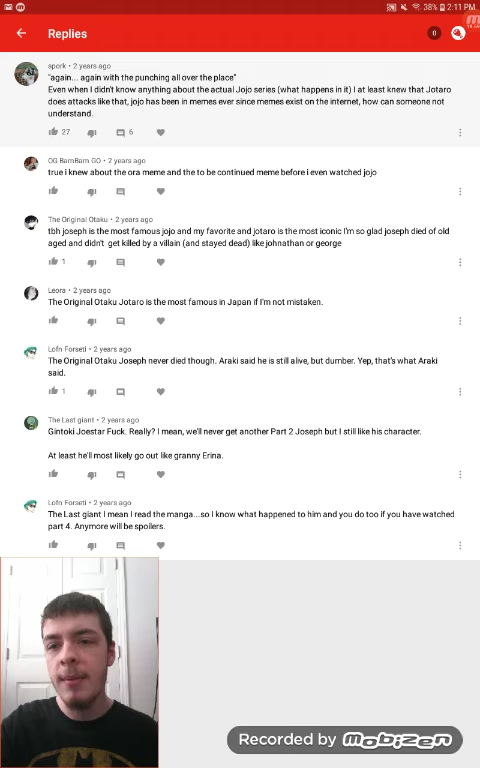 38% 2:11 PM
Replies
0
spork • 2 years ago
"again... again with the punching all over the place"
Even when I didn't know anything about the actual Jojo series (what happens in it) I at least knew that Jotaro
does attacks like that, jojo has been in memes ever since memes exist on the internet, how can someone not
understand.
27 6
OG BamBam GO • 2 years ago
true i knew about the ora meme and the to be continued meme before i even watched jojo
The Original Otaku • 2 years ago
tbh joseph is the most famous jojo and my favorite and jotaro is the most iconic I'm so glad joseph died of old
aged and didn't get killed by a villain (and stayed dead) like johnathan or george
1
Leora • 2 years ago
The Original Otaku Jotaro is the most famous in Japan if I'm not mistaken.
Lofn Forseti • 2 years ago
The Original Otaku Joseph never died though. Araki said he is still alive, but dumber. Yep, that's what Araki
said.
1
The Last giant • 2 years ago
Gintoki Joestar Fuck. Really? I mean, we'll never get another Part 2 Joseph but I still like his character.
At least he'll most likely go out like granny Erina.
Lofn Forseti • 2 years ago
The Last giant I mean I read the manga...so I know what happened to him and you do too if you have watched
part 4. Anymore will be spoilers.
Recorded by Mobizen